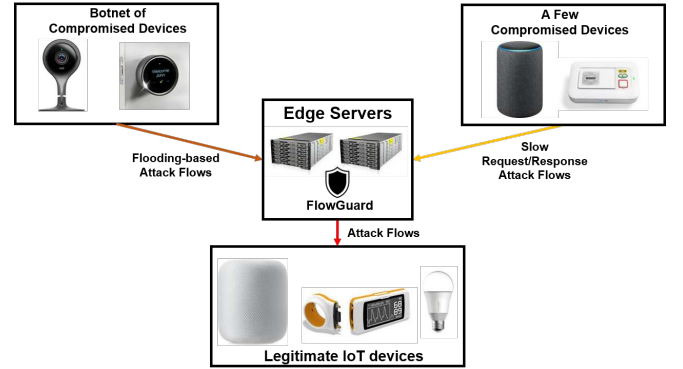 Botnet of
Compromised Devices
A Few
Compromised Devices
Edge Servers
FlowGuard
Flooding-based
Attack Flows
Slow
Request/Response
Attack Flows
Attack Flows
Legitimate IoT devices